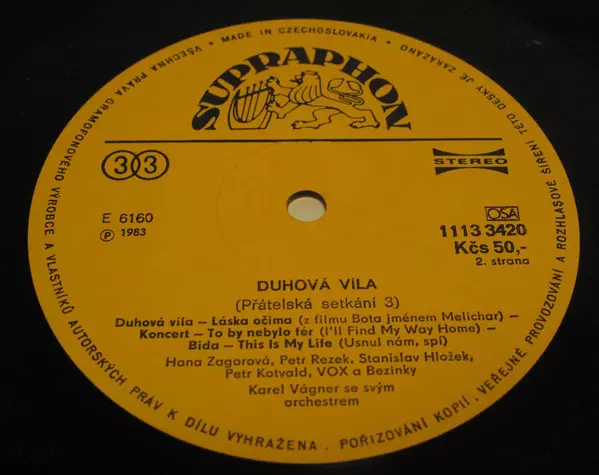 MADE IN CZECHOSLOVAKIA • VŠECHNA PRÁVA GRAMOFONOVÉHO VÝROBCE A VLASTNÍKŮ AUTORSKÝCH PRÁV K DÍLU VYHRAŽENA. POŘIZOVÁNÍ KOPIÍ, VEŘEJNÉ PROVOZOVÁNÍ A ROZHLASOVÉ ŠÍŘENÍ TÉTO DESKY JE ZAKÁZÁNO •
SUPRAPHON
33
STEREO
E 6160
Ⓟ 1983
OSA
1113 3420
Kčs 50,-
2. strana
DUHOVÁ VÍLA
(Přátelská setkání 3)
Duhová víla – Láska očima (z filmu Bota jménem Melichar) –
Koncert – To by nebylo fér (I'll Find My Way Home) –
Bída – This Is My Life (Usnul nám, spí)
Hana Zagorová, Petr Rezek, Stanislav Hložek,
Petr Kotvald, VOX a Bezinky
Karel Vágner se svým
orchestrem